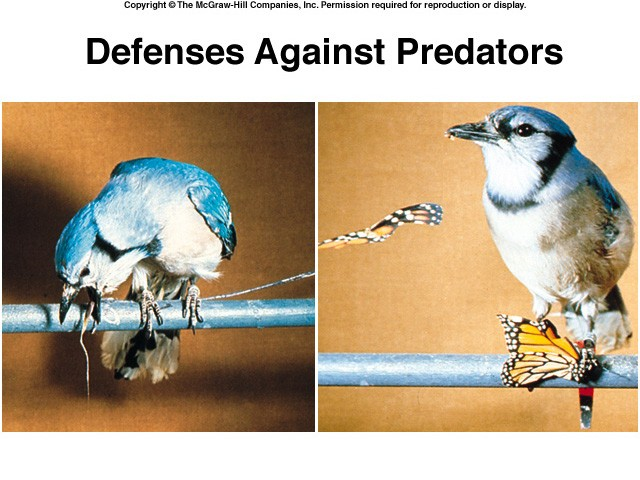 Copyright © The McGraw-Hill Companies, Inc. Permission required for reproduction or display.
Defenses Against Predators